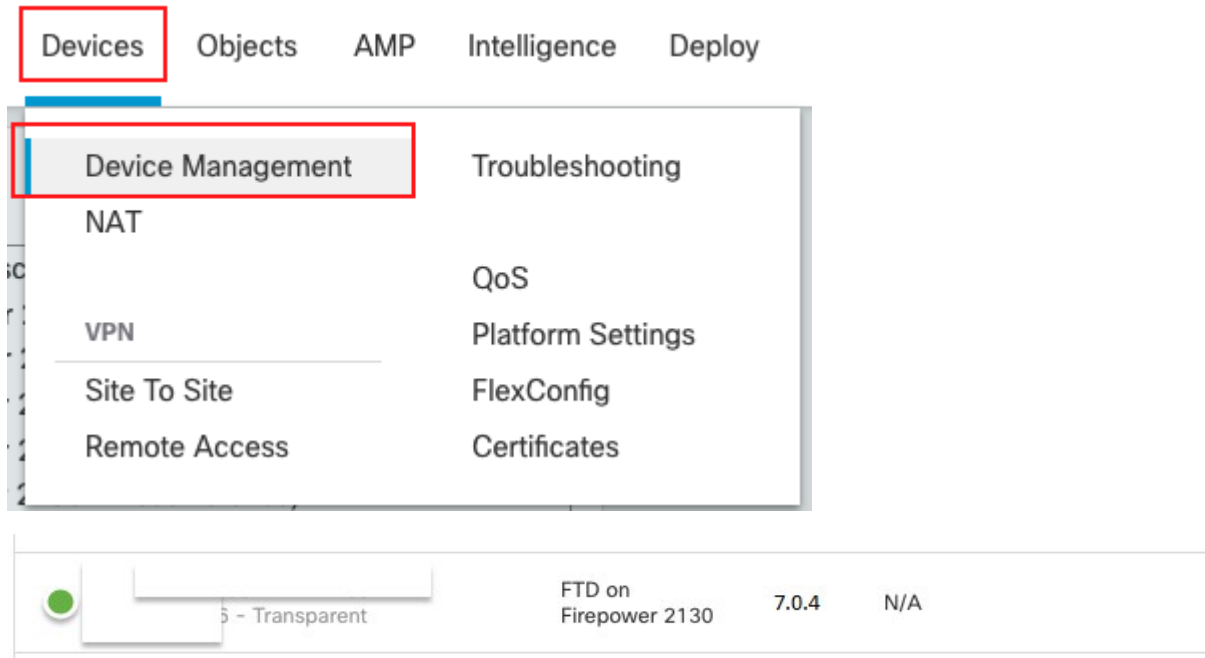 Devices Objects AMP Intelligence Deploy
Device Management
NAT
VPN
Site To Site
Remote Access
Troubleshooting
QoS
Platform Settings
FlexConfig
Certificates
FTD on
Firepower 2130
7.0.4
N/A
- Transparent